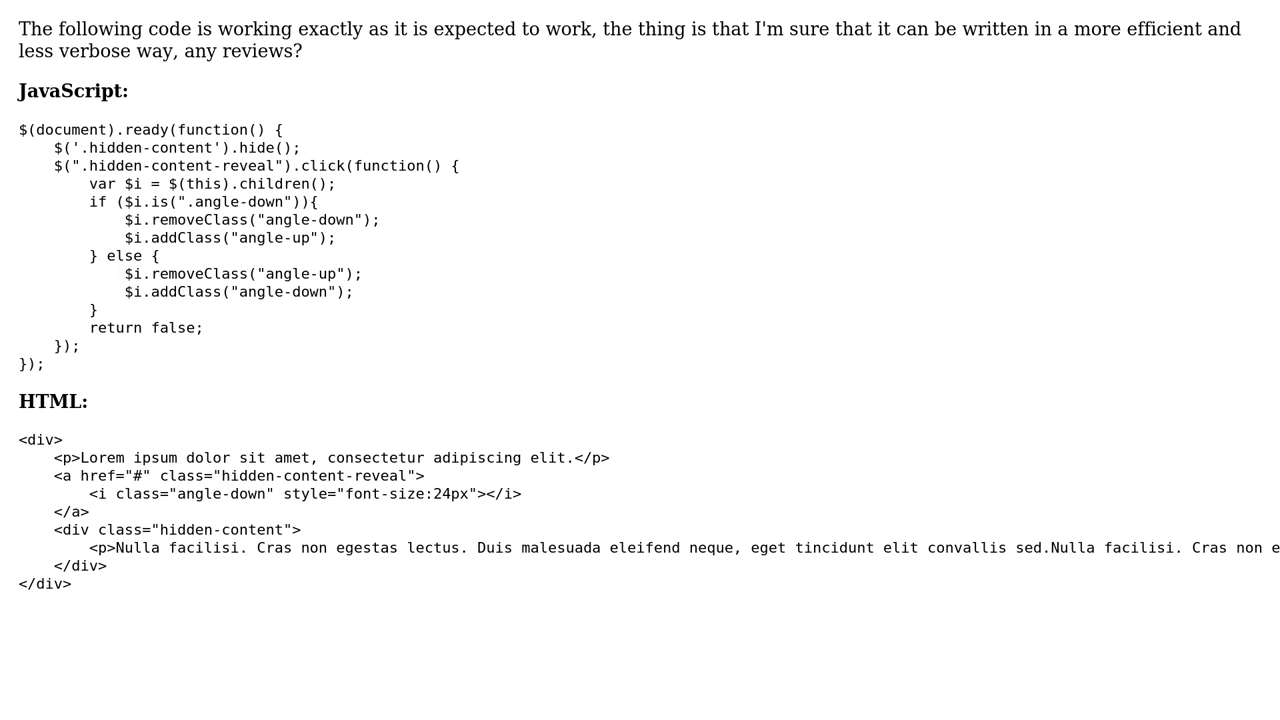 The following code is working exactly as it is expected to work, the thing is that I'm sure that it can be written in a more efficient and
less verbose way, any reviews?
JavaScript:
$(document).ready(function() {
    $('.hidden-content').hide();
    $(".hidden-content-reveal").click(function() {
        var $i = $(this).children();
        if ($i.is(".angle-down")){
            $i.removeClass("angle-down");
            $i.addClass("angle-up");
        } else {
            $i.removeClass("angle-up");
            $i.addClass("angle-down");
        }
        return false;
    });
});
HTML:
<div>
    <p>Lorem ipsum dolor sit amet, consectetur adipiscing elit.</p>
    <a href="#" class="hidden-content-reveal">
        <i class="angle-down" style="font-size:24px"></i>
    </a>
    <div class="hidden-content">
        <p>Nulla facilisi. Cras non egestas lectus. Duis malesuada eleifend neque, eget tincidunt elit convallis sed.Nulla facilisi. Cras non e
    </div>
</div>